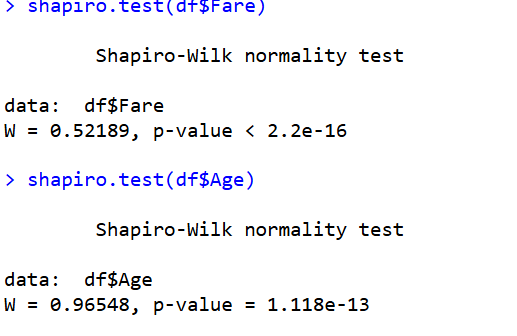 > shapiro.test(df$Fare)
Shapiro-Wilk normality test
data:  df$Fare
W = 0.52189, p-value < 2.2e-16
> shapiro.test(df$Age)
Shapiro-Wilk normality test
data:  df$Age
W = 0.96548, p-value = 1.118e-13